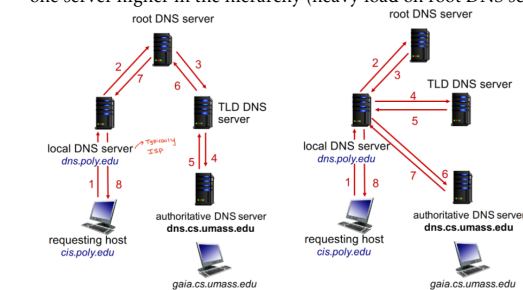 one server higher in the hierarchy (heavy load on root DNS se
root DNS server
2
3
7
6
TLD DNS
server
local DNS server
dns.poly.edu
→ Typically
ISP
5
4
1
8
authoritative DNS server
dns.cs.umass.edu
requesting host
cis.poly.edu
gaia.cs.umass.edu
root DNS server
2
3
TLD DNS server
4
5
local DNS server
dns.poly.edu
6
7
1
8
authoritative DNS server
dns.cs.umass.edu
requesting host
cis.poly.edu
gaia.cs.umass.edu